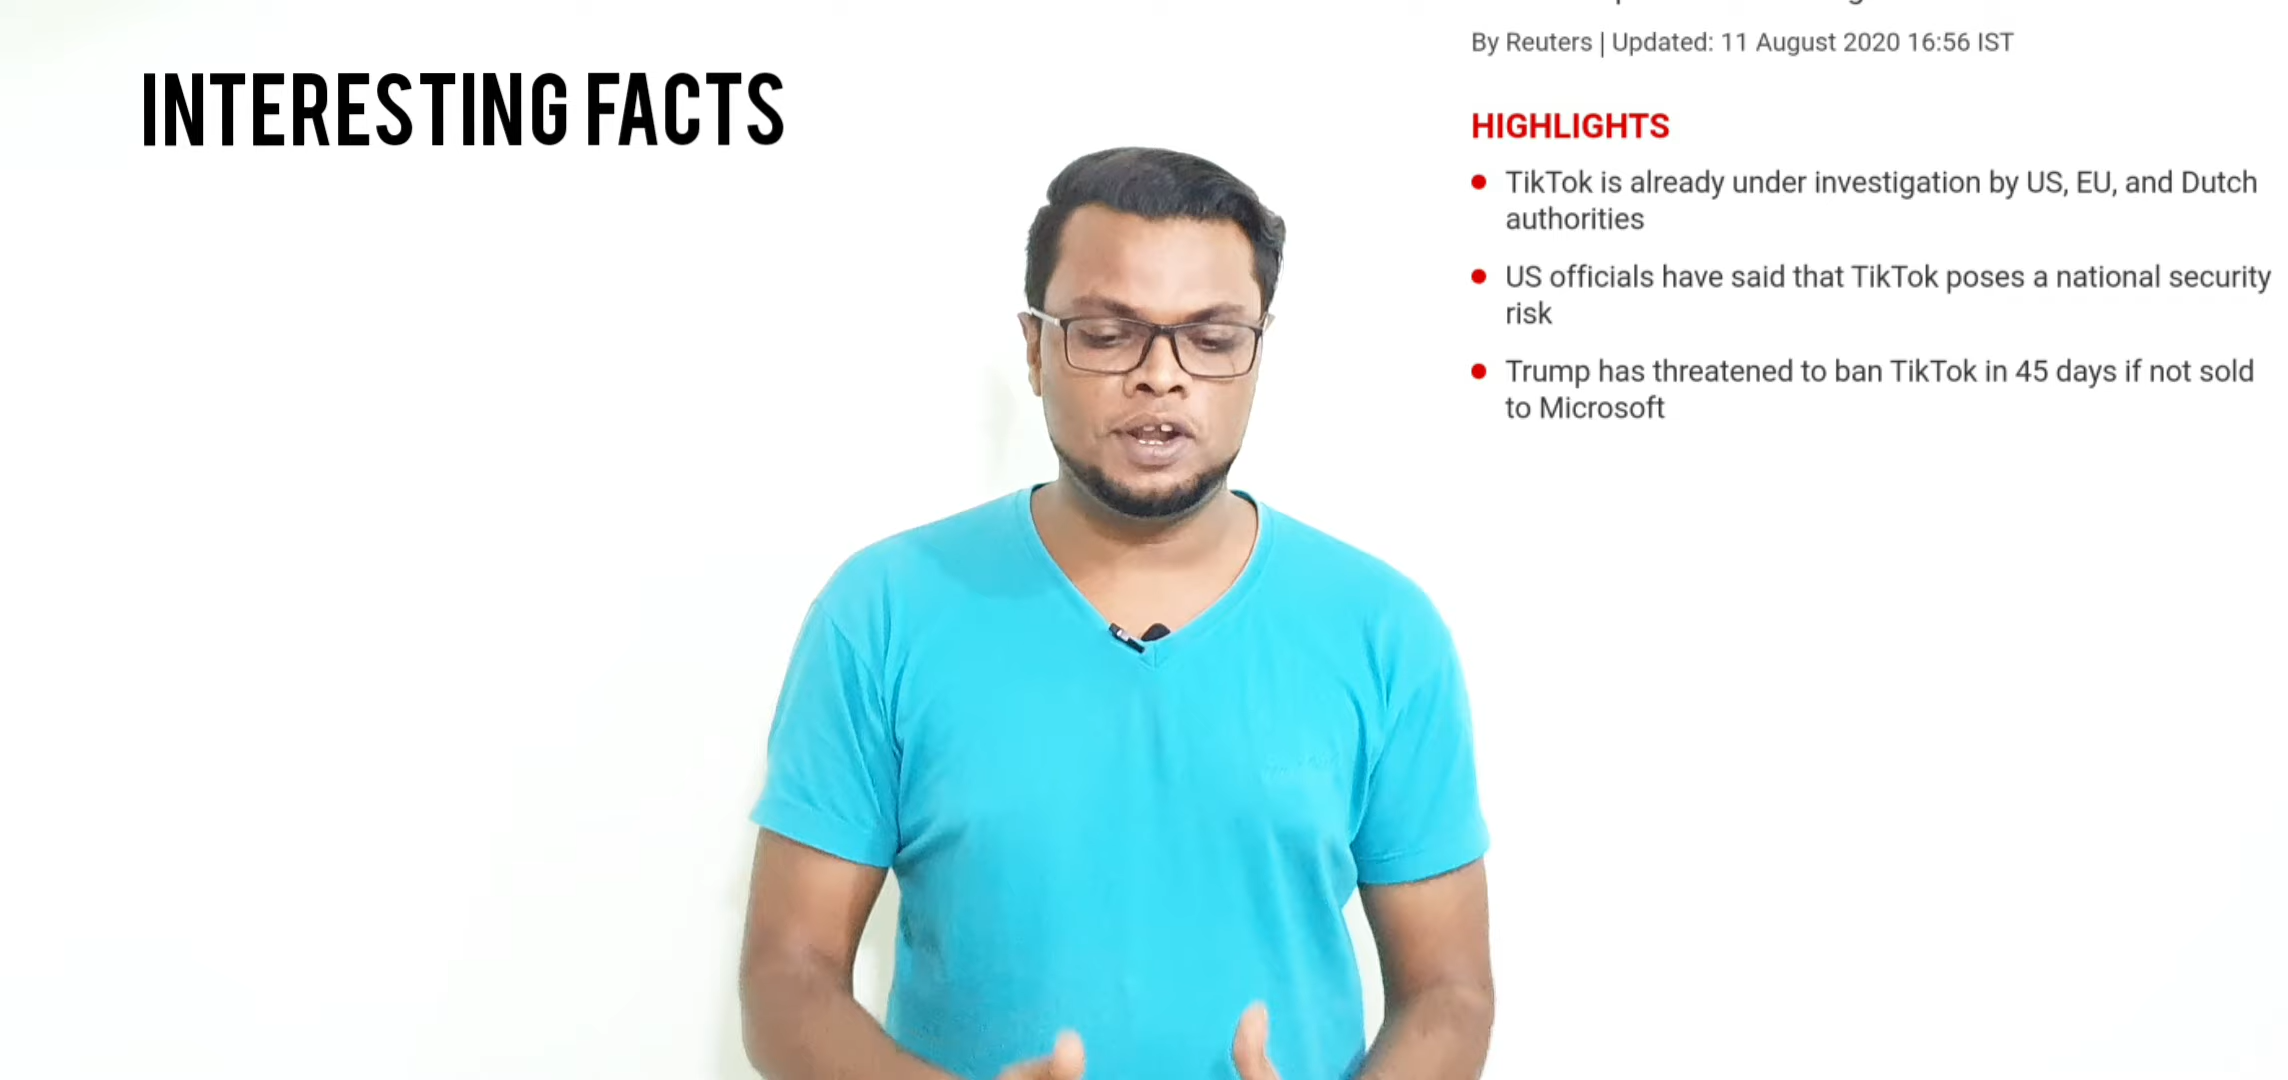 INTERESTING FACTS
By Reuters | Updated: 11 August 2020 16:56 IST
HIGHLIGHTS
TikTok is already under investigation by US, EU, and Dutch
authorities
US officials have said that TikTok poses a national security
risk
Trump has threatened to ban TikTok in 45 days if not sold
to Microsoft